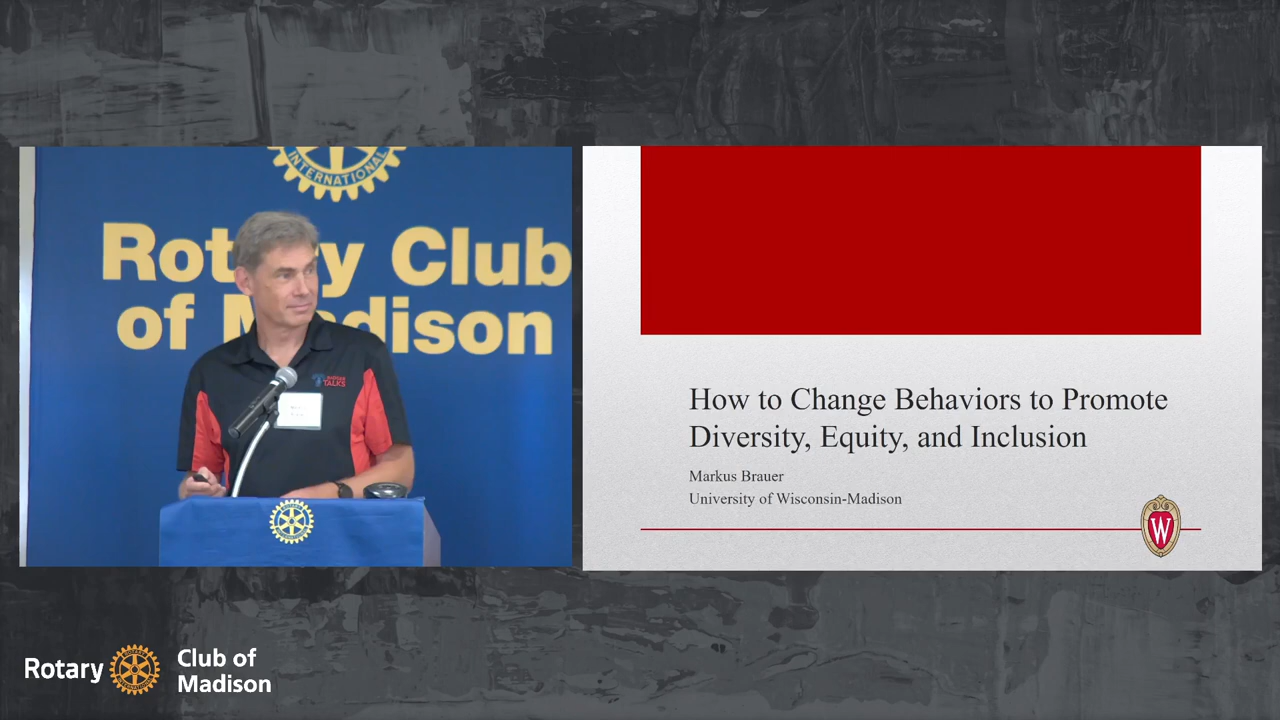 INTERNATIONAL
Rotary Club
of Madison
TALKS
How to Change Behaviors to Promote
Diversity, Equity, and Inclusion
Markus Brauer
University of Wisconsin-Madison
W
Rotary
Club of
Madison